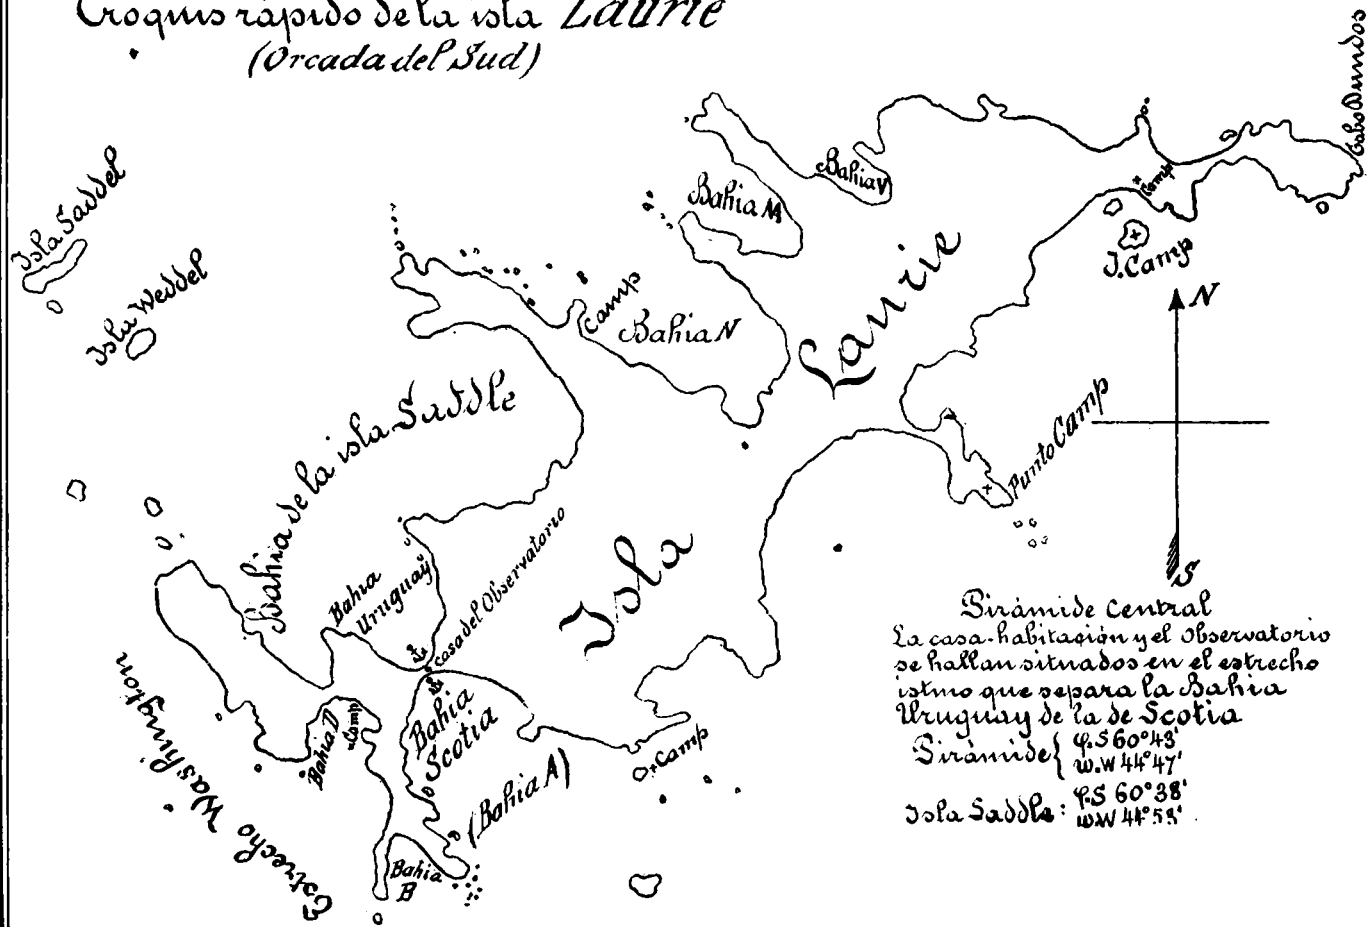 Croquis rápido de la isla Laurie
(Orcada del Sud)
Cabo Dundas
Isla Saddel
Isla Weddel
Bahia M
Bahia V
Camp
I. Camp
Camp
Bahia N
Isla Laurie
N
S
Punto Camp
Bahia de la isla Saddle
Bahia
Uruguay
Casa del Observatorio
Bahia D
Camp
Bahia
Scotia
(Bahia A)
Bahia
B
Camp
Estrecho Washington
Pirámide Central
La casa-habitación y el Observatorio
se hallan situados en el estrecho
istmo que separa la Bahia
Uruguay de la de Scotia
Pirámide { φ.S 60°43'
ω.W 44°47'
Isla Saddle: φ.S 60°38'
ω.W 44°53'